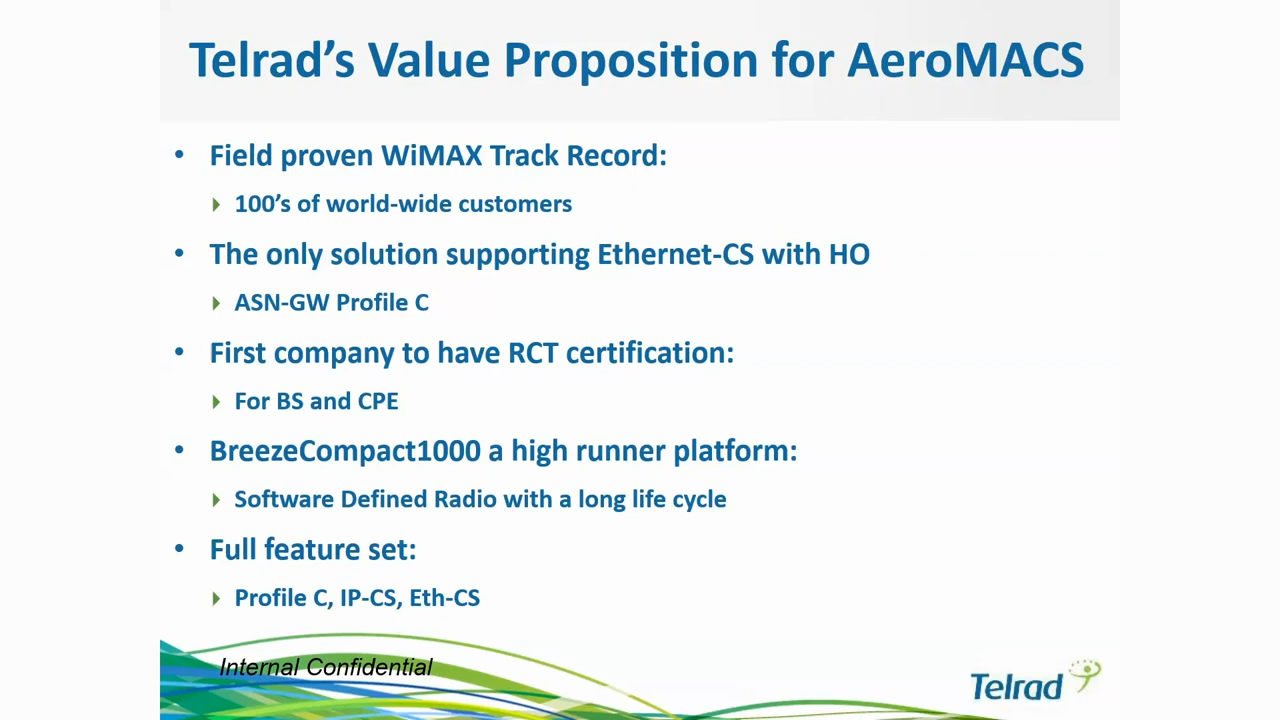 Telrad’s Value Proposition for AeroMACS
• Field proven WiMAX Track Record:
100’s of world-wide customers
• The only solution supporting Ethernet-CS with HO
ASN-GW Profile C
• First company to have RCT certification:
For BS and CPE
• BreezeCompact1000 a high runner platform:
Software Defined Radio with a long life cycle
• Full feature set:
Profile C, IP-CS, Eth-CS
Internal Confidential
Telrad